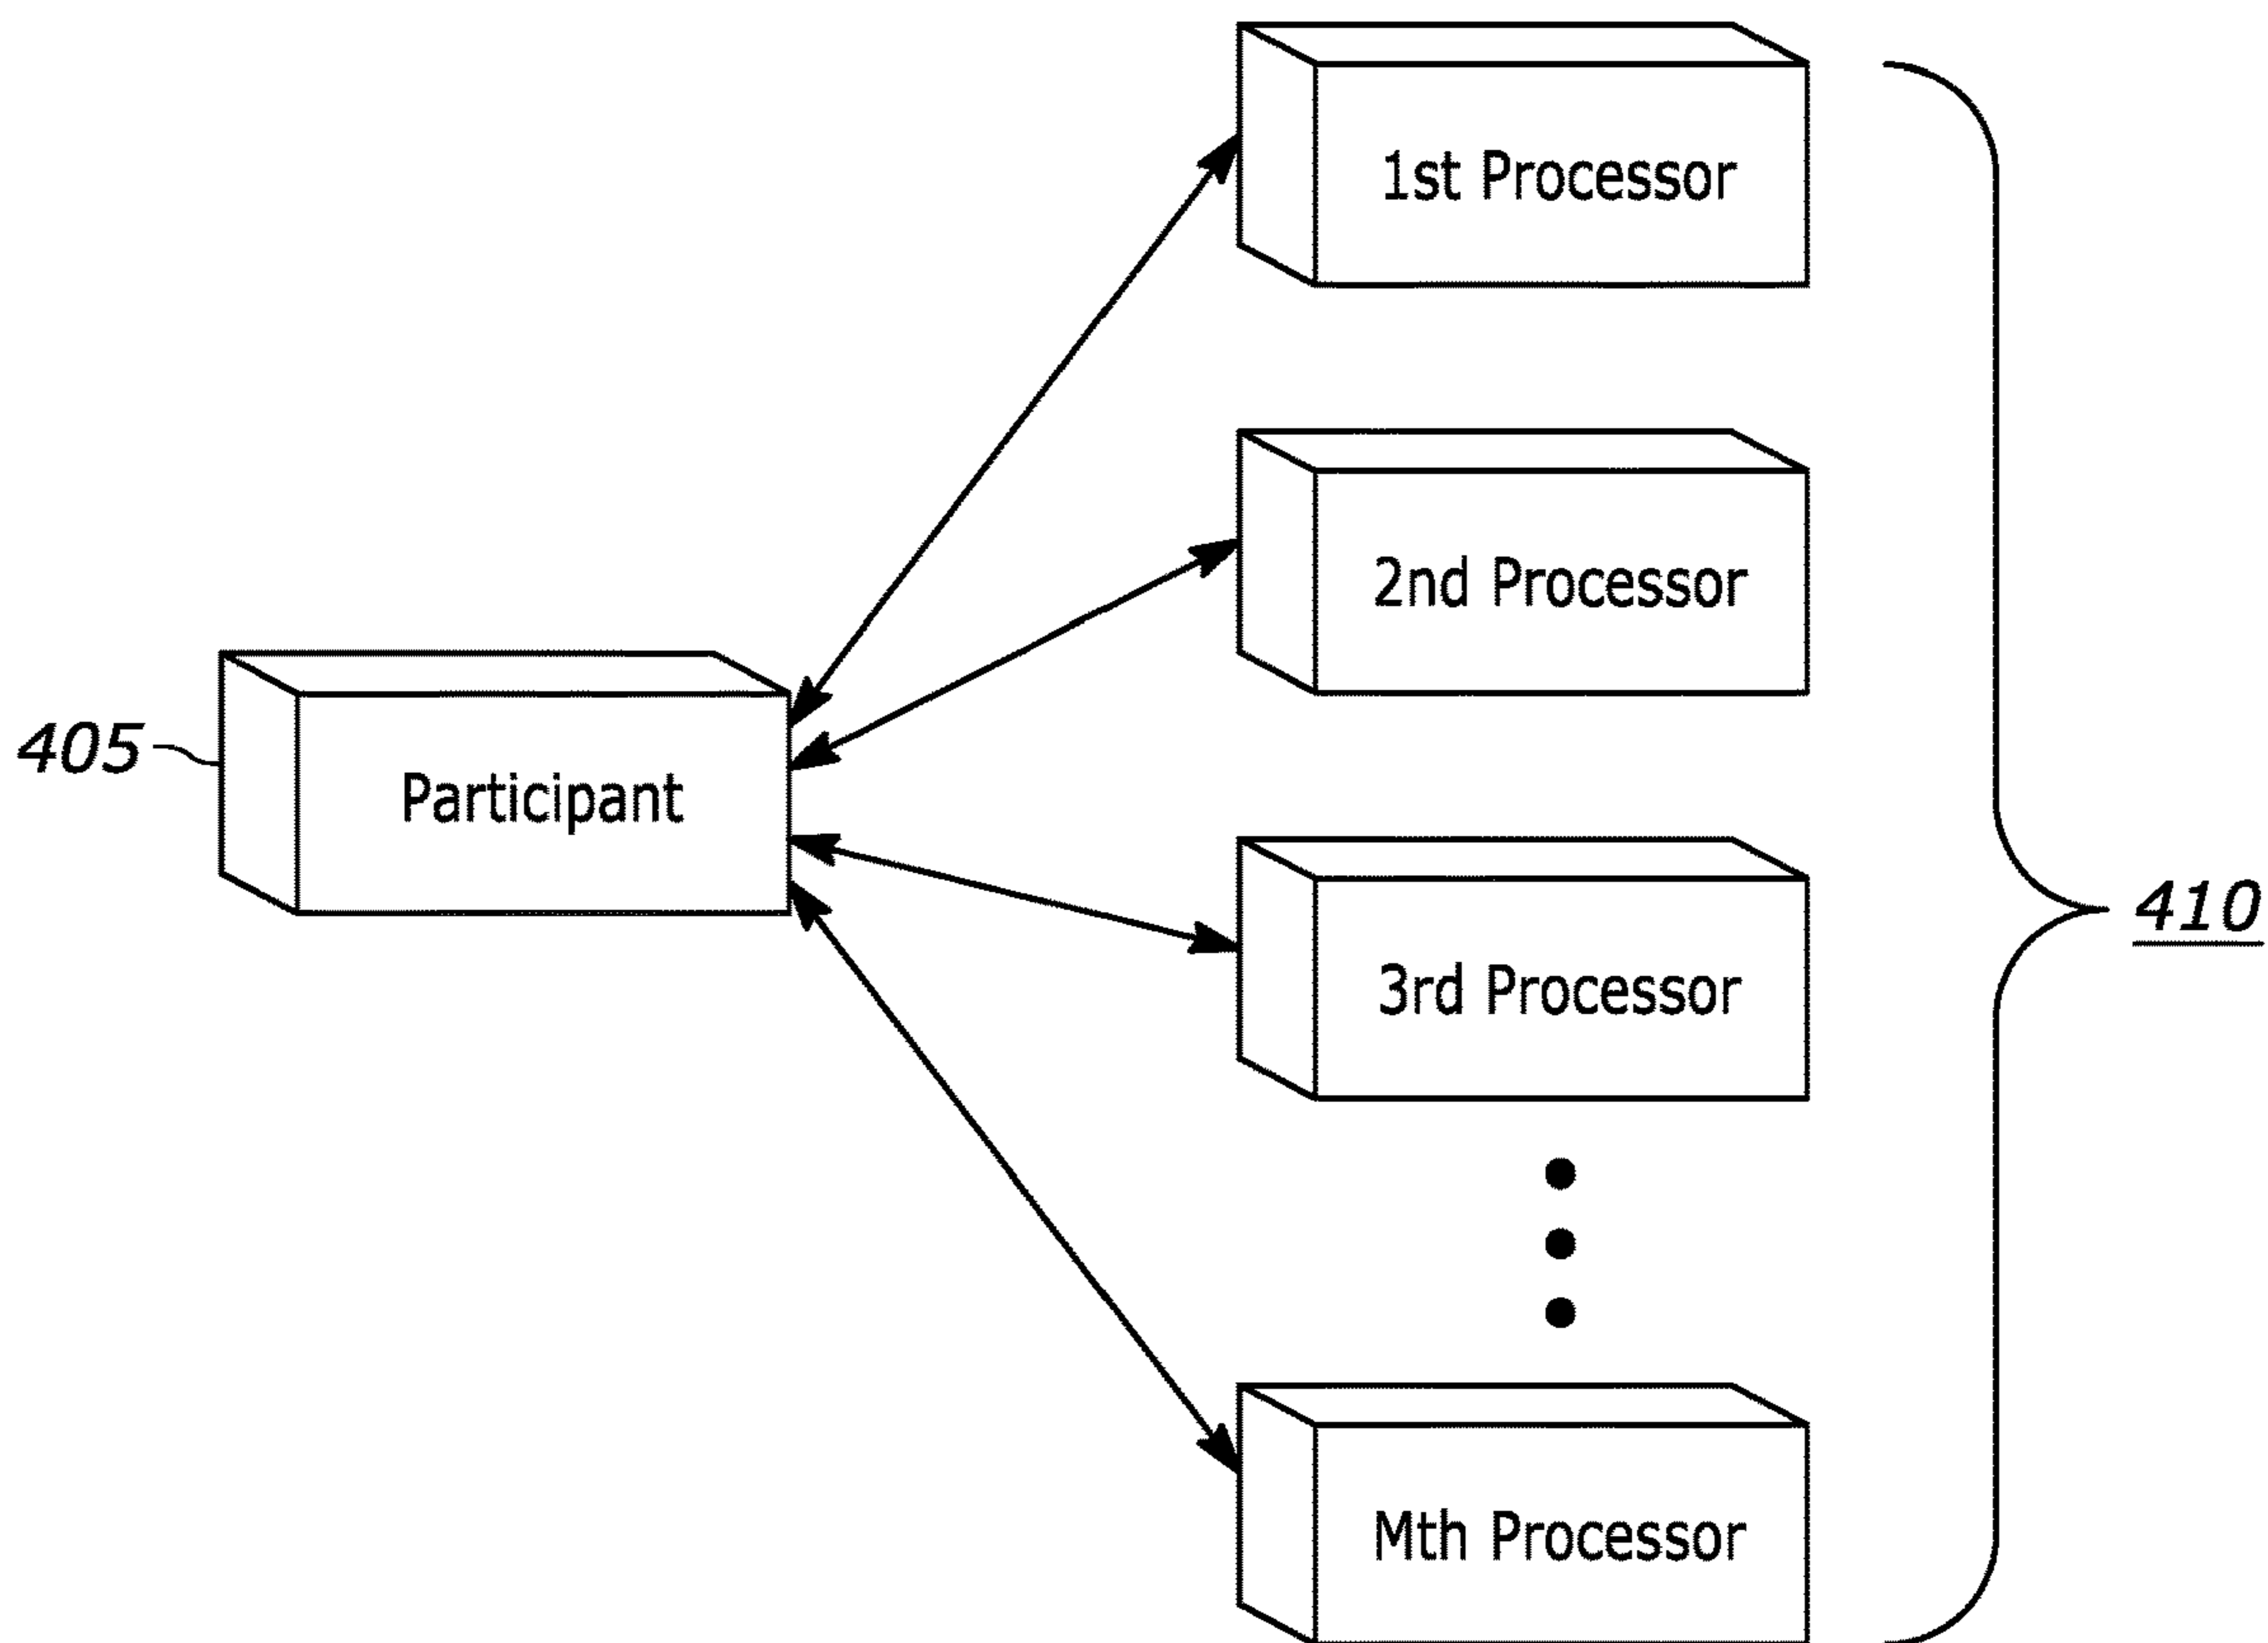 1st Processor
2nd Processor
405
Participant
3rd Processor
410
Mth Processor